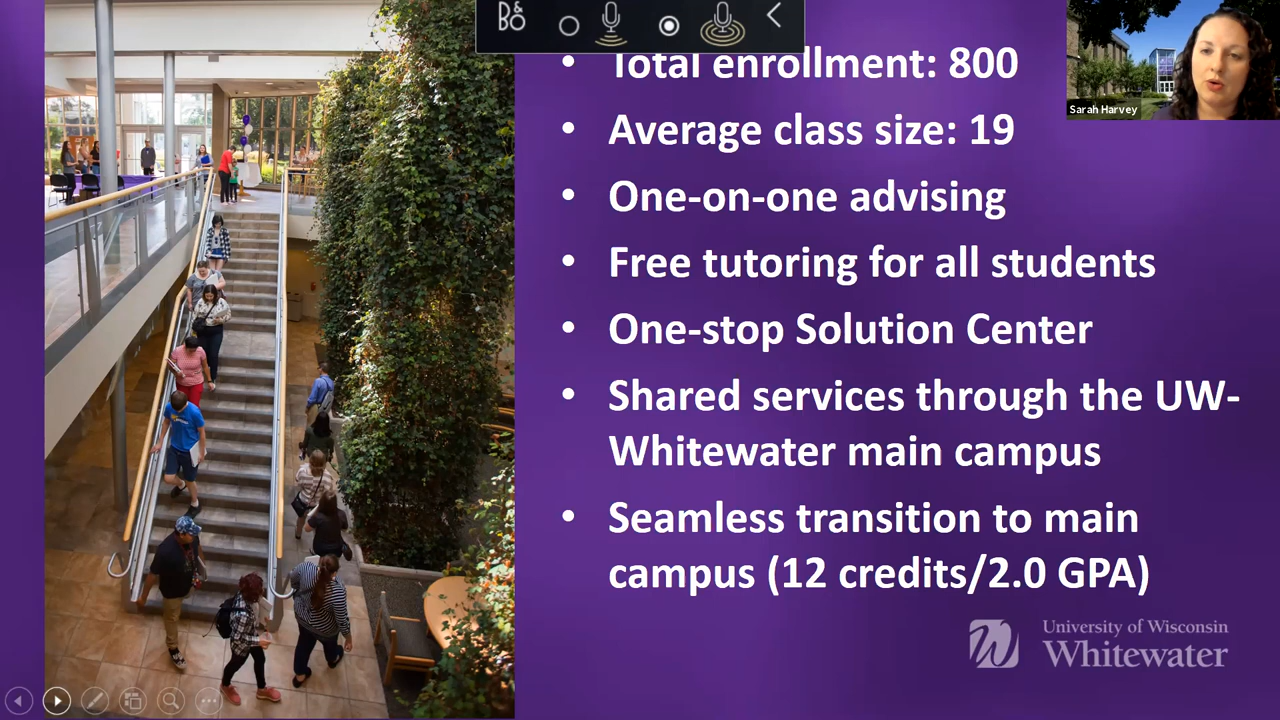 B&O
• Total enrollment: 800
Sarah Harvey
• Average class size: 19
• One-on-one advising
• Free tutoring for all students
• One-stop Solution Center
• Shared services through the UW-
Whitewater main campus
• Seamless transition to main
campus (12 credits/2.0 GPA)
University of Wisconsin
Whitewater